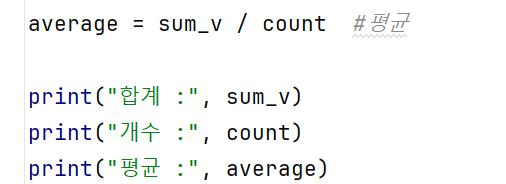 average = sum_v / count  #평균
print("합계 :", sum_v)
print("개수 :", count)
print("평균 :", average)